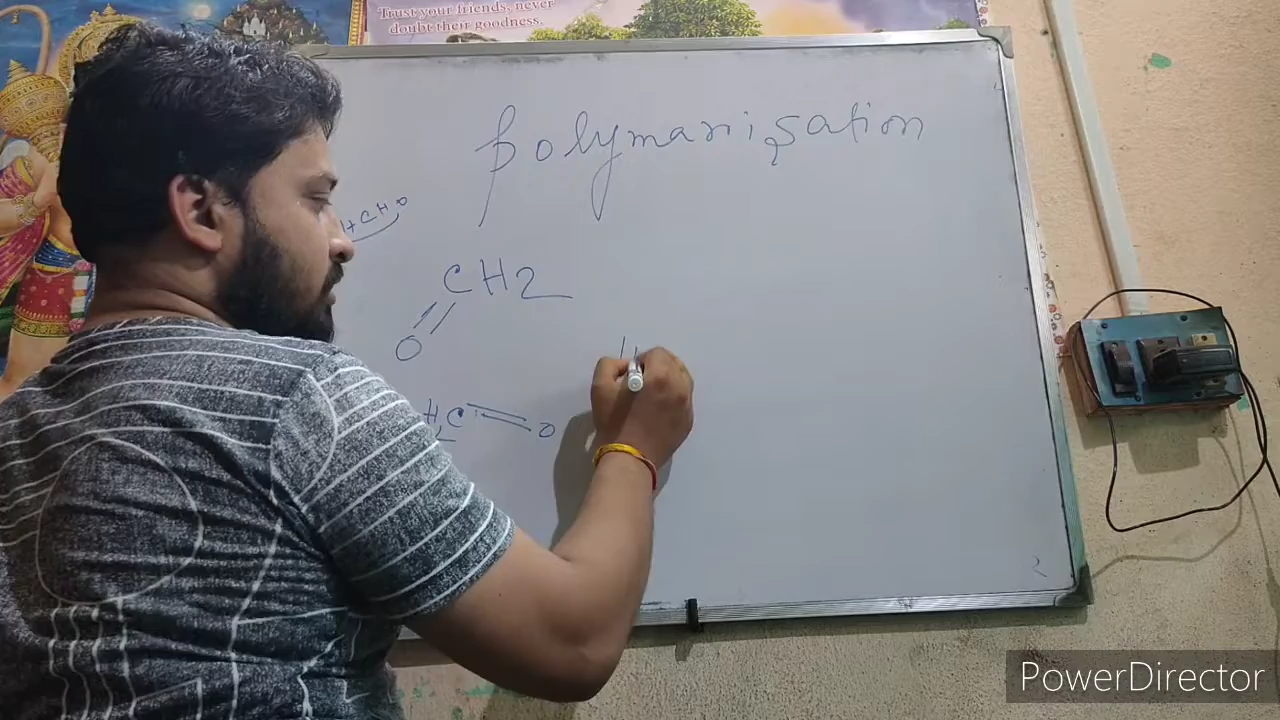 Trust your friends, never
doubt their goodness.
polymarisation
HCHO
CH2
O
H2C=O
H
PowerDirector